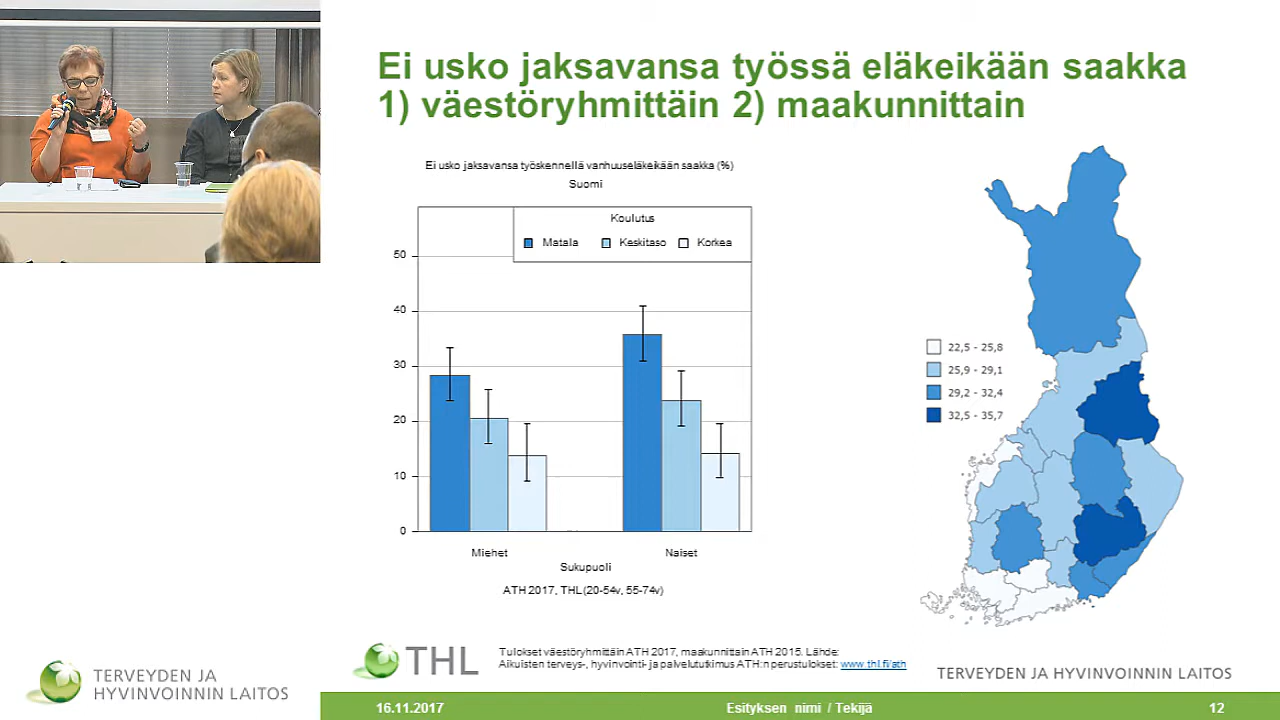 Ei usko jaksavansa työssä eläkeikään saakka
1) väestöryhmittäin 2) maakunnittain
Ei usko jaksavansa työskennellä vanhuuseläkeikään saakka (%)
Suomi
Koulutus
Matala Keskitaso Korkea
50
40
30
20
10
0
Miehet Naiset
Sukupuoli
ATH 2017, THL (20-54v, 55-74v)
22,5 - 25,8
25,9 - 29,1
29,2 - 32,4
32,5 - 35,7
TERVEYDEN JA
HYVINVOINNIN LAITOS
THL
Tulokset väestöryhmittäin ATH 2017, maakunnittain ATH 2015. Lähde:
Aikuisten terveys-, hyvinvointi- ja palvelututkimus ATH:n perustulokset: www.thl.fi/ath
TERVEYDEN JA HYVINVOINNIN LAITOS
16.11.2017 Esityksen nimi / Tekijä 12